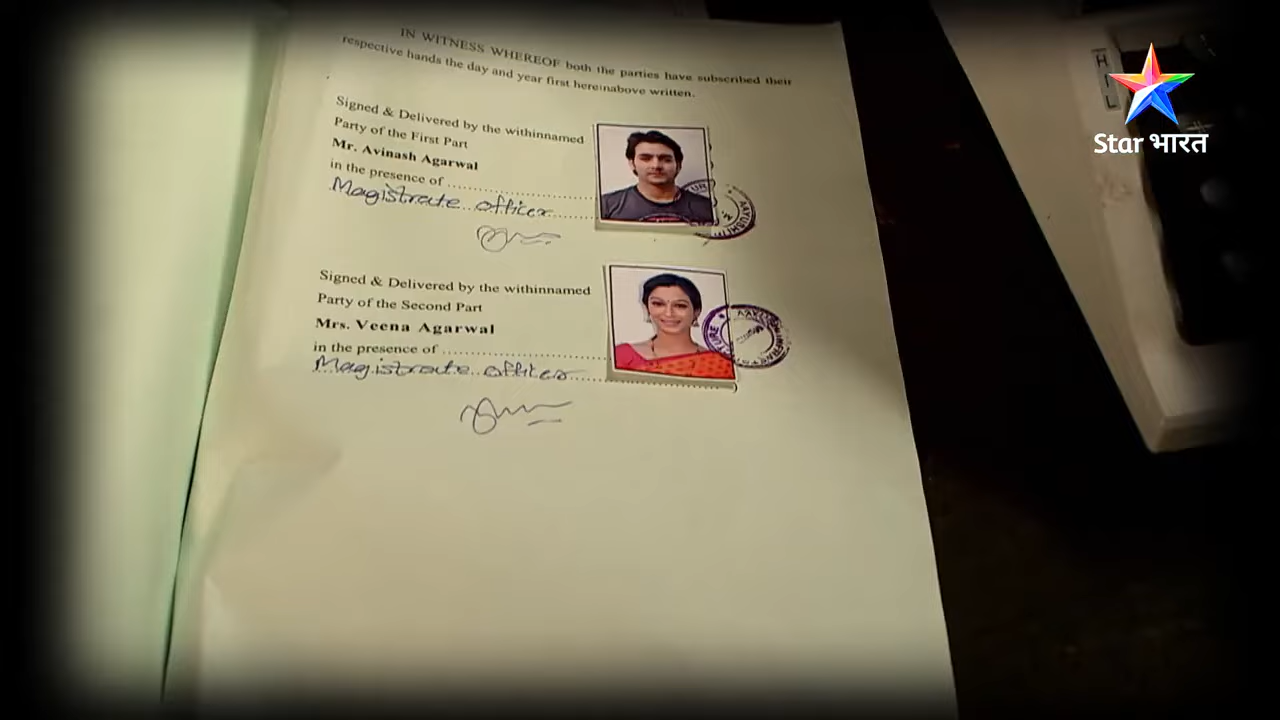 IN WITNESS WHEREOF both the parties have subscribed their
respective hands the day and year first hereinabove written.
Signed & Delivered by the withinnamed
Party of the First Part
Mr. Avinash Agarwal
in the presence of
Magistrate officer
Signed & Delivered by the withinnamed
Party of the Second Part
Mrs. Veena Agarwal
in the presence of
Magistrate officer
Star भारत